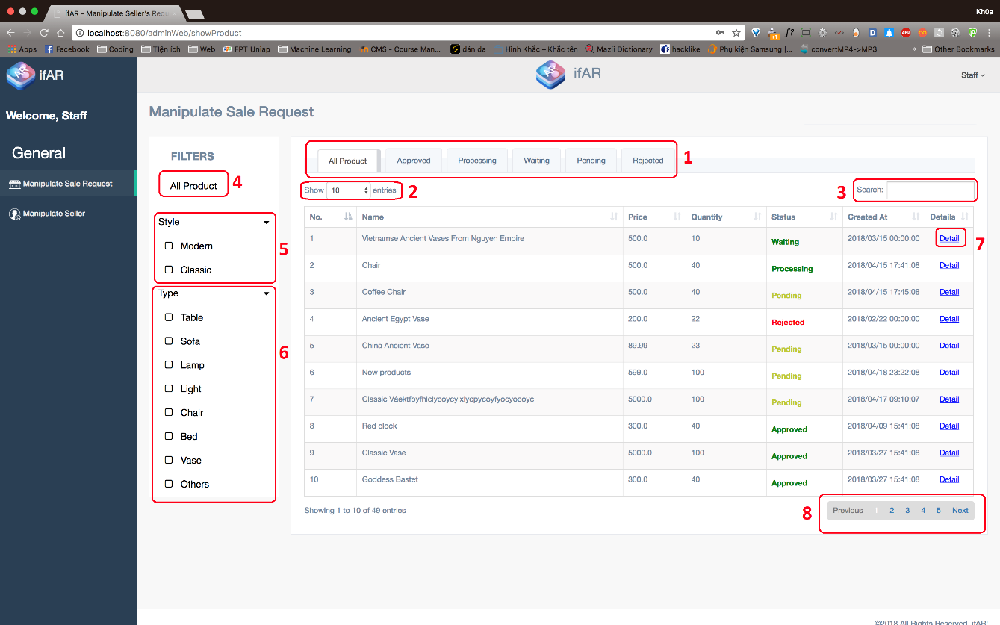 ifAR - Manipulate Seller's Requ
Kh0a
localhost:8080/adminWeb/showProduct
Apps Facebook Coding Tiện ích Web FPT Uniap Machine Learning CMS - Course Man... dán da Hình Khắc – Khắc tên Mazii Dictionary hacklike Phụ kiện Samsung |... convertMP4->MP3 » Other Bookmarks
ifAR
ifAR
Staff
Welcome, Staff
General
Manipulate Sale Request
Manipulate Seller
Manipulate Sale Request
FILTERS
All Product 4
Style
Modern
Classic
5
Type
Table
Sofa
Lamp
Light
Chair
Bed
Vase
Others
6
All Product Approved Processing Waiting Pending Rejected 1
Show 10 entries 2
3 Search:
No. Name Price Quantity Status Created At Details
1 Vietnamse Ancient Vases From Nguyen Empire 500.0 10 Waiting 2018/03/15 00:00:00 Detail 7
2 Chair 500.0 40 Processing 2018/04/15 17:41:08 Detail
3 Coffee Chair 500.0 40 Pending 2018/04/15 17:45:08 Detail
4 Ancient Egypt Vase 200.0 22 Rejected 2018/02/22 00:00:00 Detail
5 China Ancient Vase 89.99 23 Pending 2018/03/15 00:00:00 Detail
6 New products 599.0 100 Pending 2018/04/18 23:22:08 Detail
7 Classic Váektfoyfhlclycoycylxlycpycoyfyocyocoyc 5000.0 100 Pending 2018/04/17 09:10:07 Detail
8 Red clock 300.0 40 Approved 2018/04/09 15:41:08 Detail
9 Classic Vase 5000.0 100 Approved 2018/03/27 15:41:08 Detail
10 Goddess Bastet 300.0 40 Approved 2018/03/27 15:41:08 Detail
Showing 1 to 10 of 49 entries
8 Previous 1 2 3 4 5 Next
©2018 All Rights Reserved. ifAR!